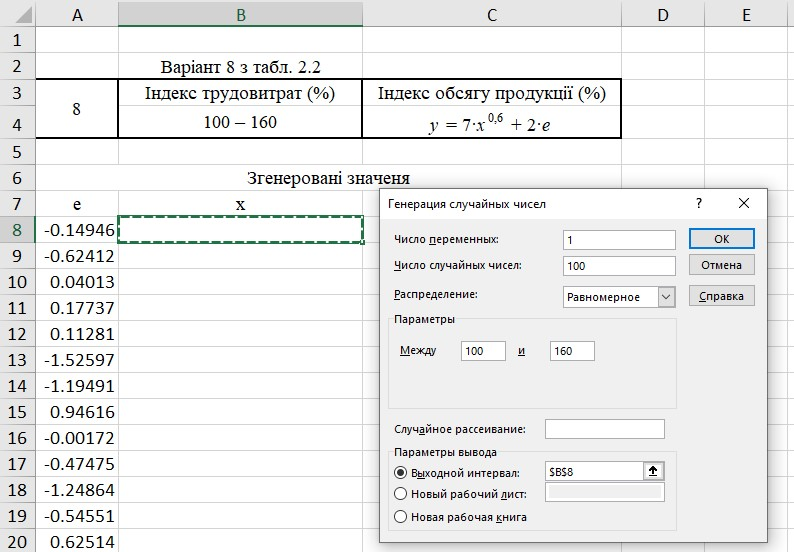 A B C D E
1
2 Варіант 8 з табл. 2.2
3 Індекс трудовитрат (%) Індекс обсягу продукції (%)
8
4 100 – 160 y = 7·x^0,6 + 2·e
5
6 Згенеровані значеня
7 e x
8 -0.14946
9 -0.62412
10 0.04013
11 0.17737
12 0.11281
13 -1.52597
14 -1.19491
15 0.94616
16 -0.00172
17 -0.47475
18 -1.24864
19 -0.54551
20 0.62514
Генерация случайных чисел ? ×
Число переменных: 1 ОК
Число случайных чисел: 100 Отмена
Распределение: Равномерное Справка
Параметры
Между 100 и 160
Случайное рассеивание:
Параметры вывода
Выходной интервал: $B$8
Новый рабочий лист:
Новая рабочая книга